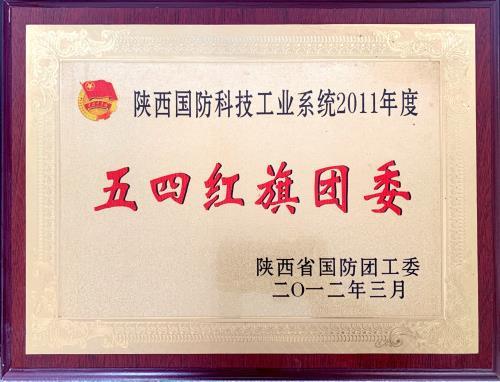 陕西国防科技工业系统2011年度
五四红旗团委
陕西省国防团工委
二〇一二年三月